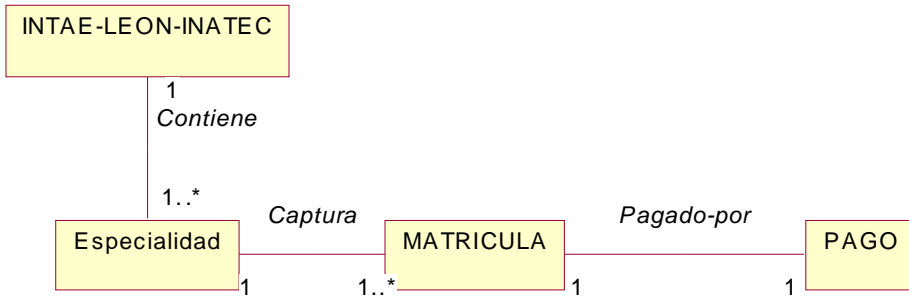 INTAE-LEON-INATEC
1
Contiene
1..*
Captura
Pagado-por
Especialidad
MATRICULA
PAGO
1
1..*
1
1